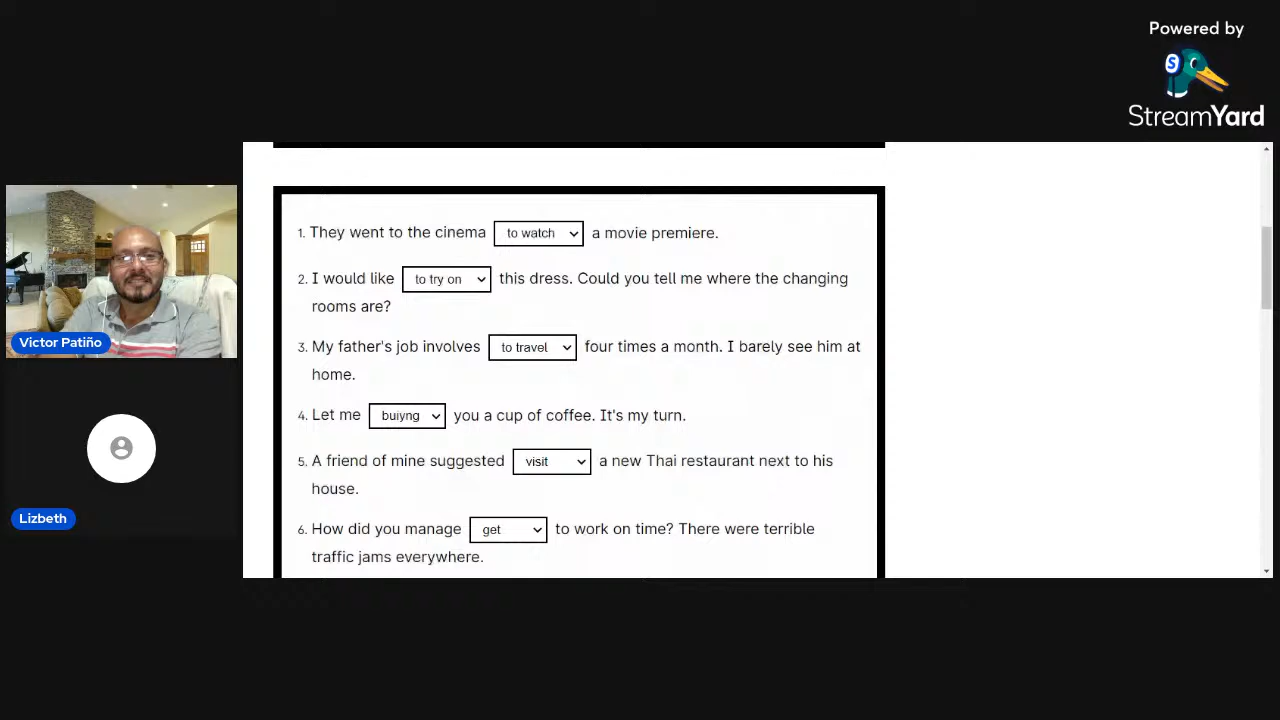 Powered by
StreamYard
1. They went to the cinema to watch a movie premiere.
2. I would like to try on this dress. Could you tell me where the changing
rooms are?
3. My father's job involves to travel four times a month. I barely see him at
home.
4. Let me buiyng you a cup of coffee. It's my turn.
5. A friend of mine suggested visit a new Thai restaurant next to his
house.
6. How did you manage get to work on time? There were terrible
traffic jams everywhere.
Victor Patiño
Lizbeth